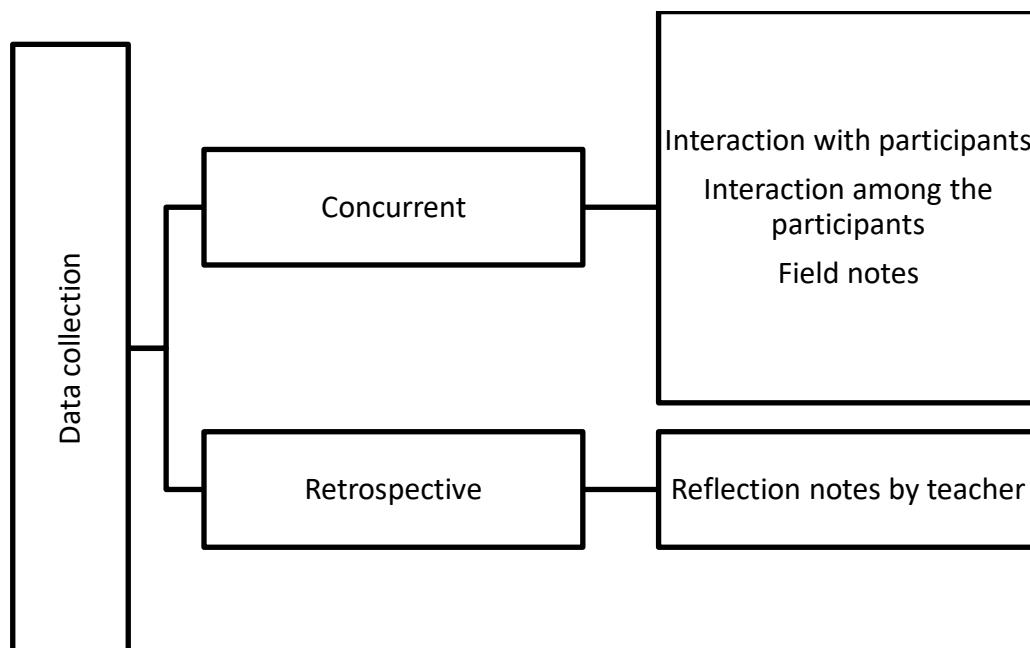 Data collection
Concurrent
Interaction with participants
Interaction among the
participants
Field notes
Retrospective
Reflection notes by teacher